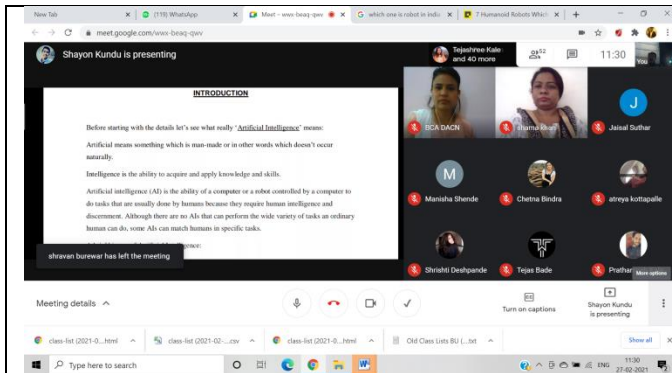 New Tab
(119) WhatsApp
Meet – wwx-beaq-qwv
which one is robot in indi
7 Humanoid Robots Whic
meet.google.com/wwx-beaq-qwv
Shayon Kundu is presenting
Tejashree Kale
and 40 more
52
11:30
You
INTRODUCTION
Before starting with the details let's see what really 'Artificial Intelligence' means:
Artificial means something which is man-made or in other words which doesn't occur
naturally.
Intelligence is the ability to acquire and apply knowledge and skills.
Artificial intelligence (AI) is the ability of a computer or a robot controlled by a computer to
do tasks that are usually done by humans because they require human intelligence and
discernment. Although there are no AIs that can perform the wide variety of tasks an ordinary
human can do, some AIs can match humans in specific tasks.
shravan burewar has left the meeting
BCA DACN
shama khan
J
Jaisal Suthar
M
Manisha Shende
Chetna Bindra
atreya kottapalle
Shrishti Deshpande
Tejas Bade
Prathar
More options
Meeting details
Turn on captions
Shayon Kundu
is presenting
class-list (2021-0...html
class-list (2021-02-....csv
class-list (2021-0...html
Old Class Lists BU (....txt
Show all
Type here to search
ENG
11:30
27-02-2021